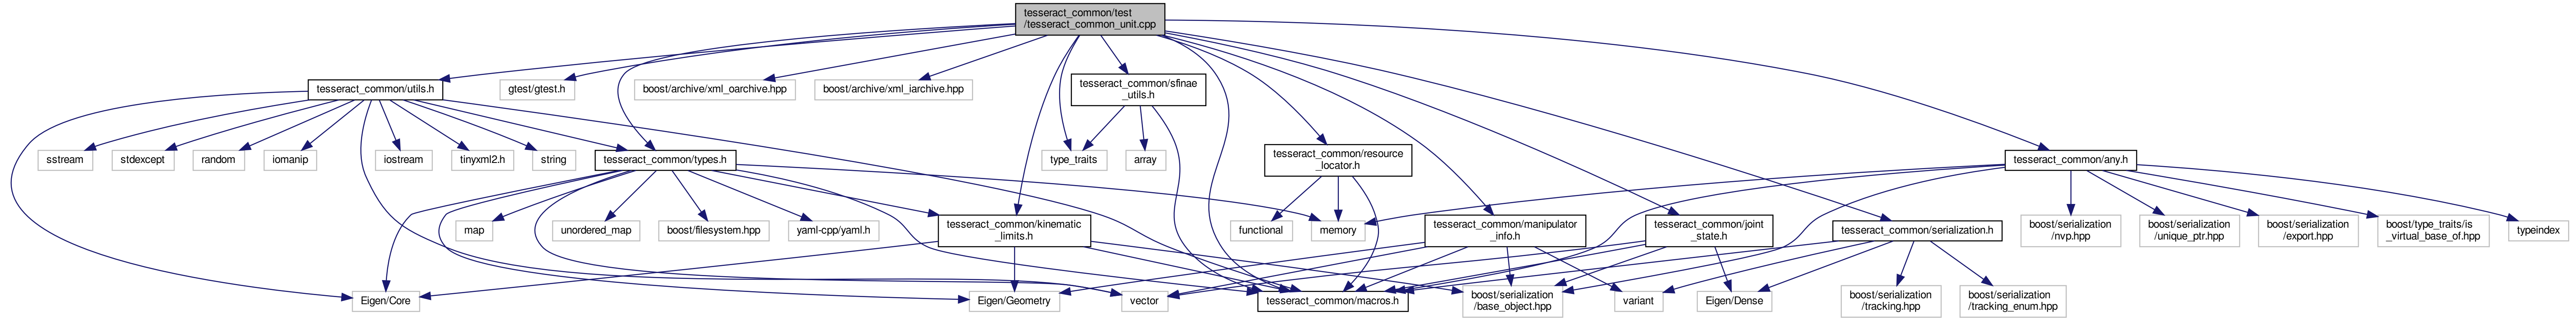 tesseract_common/test
/tesseract_common_unit.cpp
tesseract_common/utils.h
gtest/gtest.h
boost/archive/xml_oarchive.hpp
boost/archive/xml_iarchive.hpp
tesseract_common/sfinae
_utils.h
sstream
stdexcept
random
iomanip
iostream
tinyxml2.h
string
tesseract_common/types.h
type_traits
array
tesseract_common/resource
_locator.h
tesseract_common/any.h
map
unordered_map
boost/filesystem.hpp
yaml-cpp/yaml.h
tesseract_common/kinematic
_limits.h
functional
memory
tesseract_common/manipulator
_info.h
tesseract_common/joint
_state.h
tesseract_common/serialization.h
boost/serialization
/nvp.hpp
boost/serialization
/unique_ptr.hpp
boost/serialization
/export.hpp
boost/type_traits/is
_virtual_base_of.hpp
typeindex
Eigen/Core
Eigen/Geometry
vector
tesseract_common/macros.h
boost/serialization
/base_object.hpp
variant
Eigen/Dense
boost/serialization
/tracking.hpp
boost/serialization
/tracking_enum.hpp